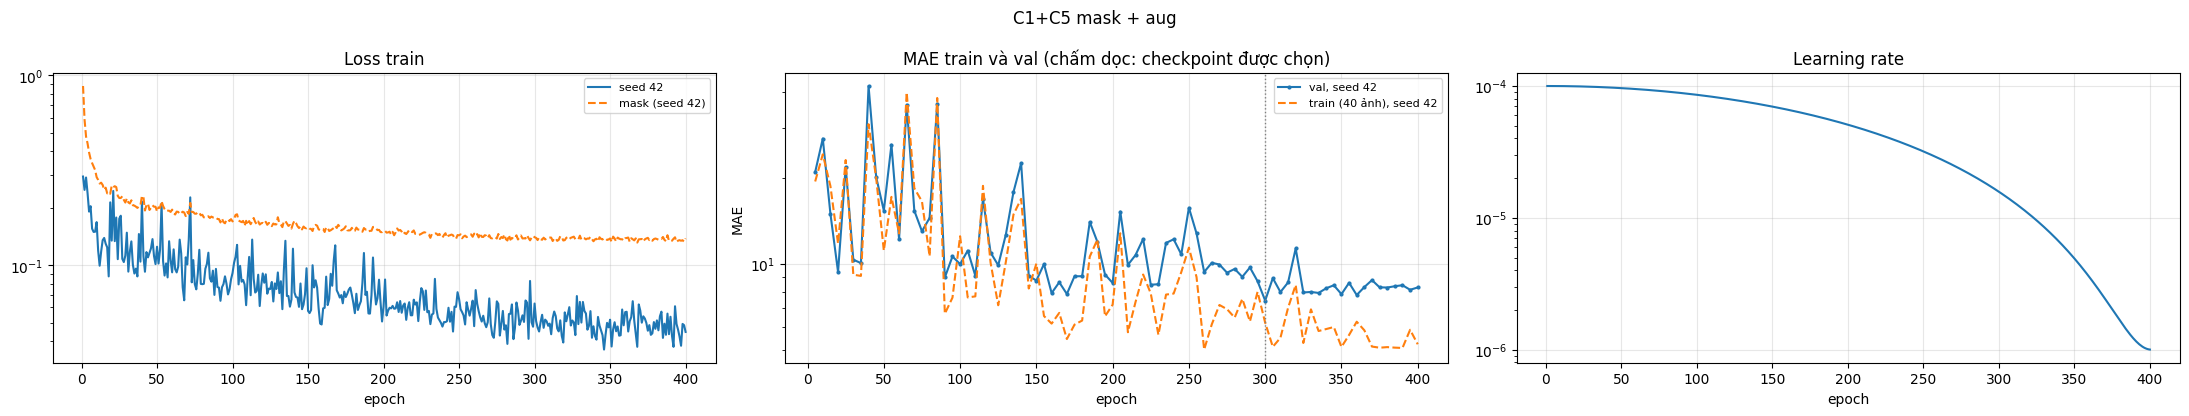 C1+C5 mask + aug
Loss train
10⁰
10⁻¹
0 50 100 150 200 250 300 350 400
epoch
seed 42
mask (seed 42)
MAE train và val (chấm dọc: checkpoint được chọn)
MAE
10¹
0 50 100 150 200 250 300 350 400
epoch
val, seed 42
train (40 ảnh), seed 42
Learning rate
10⁻⁴
10⁻⁵
10⁻⁶
0 50 100 150 200 250 300 350 400
epoch